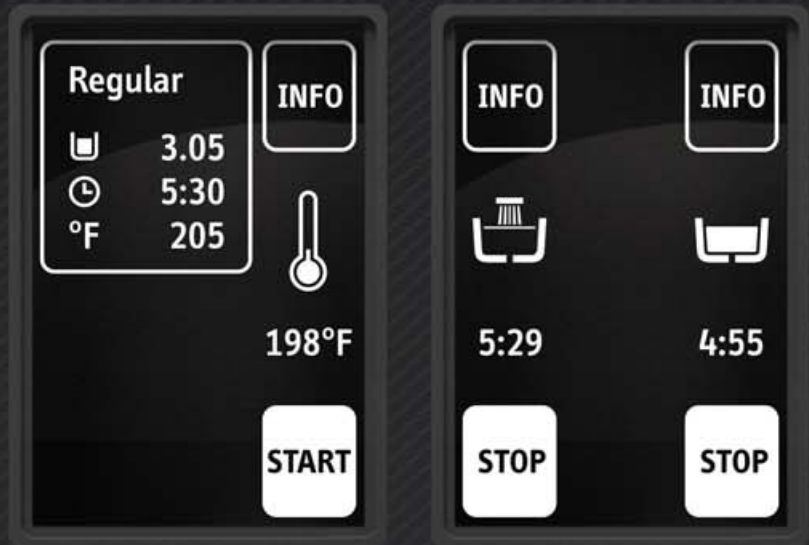 Regular
3.05
5:30
°F 205
INFO
198°F
START
INFO
5:29
STOP
INFO
4:55
STOP